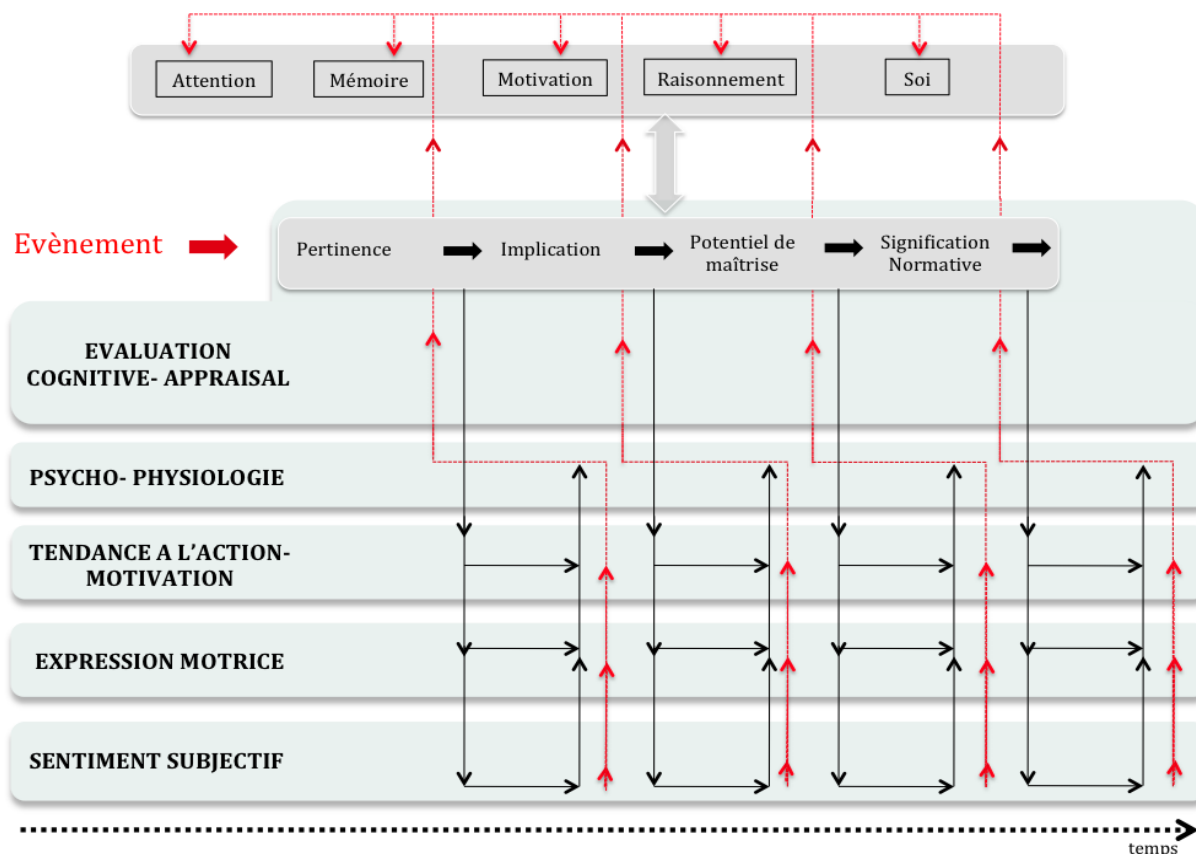 Attention
Mémoire
Motivation
Raisonnement
Soi
Evènement
Pertinence
Implication
Potentiel de
maîtrise
Signification
Normative
EVALUATION
COGNITIVE- APPRAISAL
PSYCHO- PHYSIOLOGIE
TENDANCE A L’ACTION-
MOTIVATION
EXPRESSION MOTRICE
SENTIMENT SUBJECTIF
temps